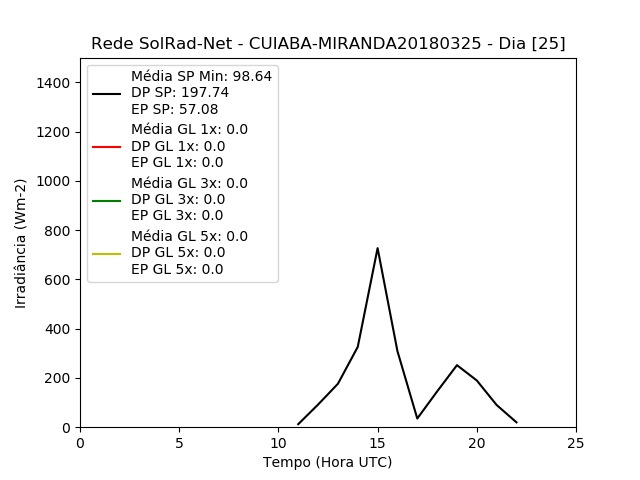 Rede SolRad-Net - CUIABA-MIRANDA20180325 - Dia [25]
Irradiância (Wm-2)
1400
1200
1000
800
600
400
200
0
Média SP Min: 98.64
DP SP: 197.74
EP SP: 57.08
Média GL 1x: 0.0
DP GL 1x: 0.0
EP GL 1x: 0.0
Média GL 3x: 0.0
DP GL 3x: 0.0
EP GL 3x: 0.0
Média GL 5x: 0.0
DP GL 5x: 0.0
EP GL 5x: 0.0
0 5 10 15 20 25
Tempo (Hora UTC)